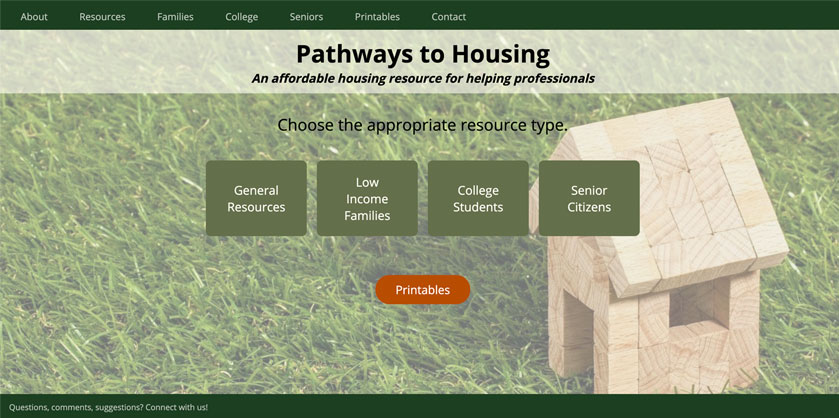 About Resources Families College Seniors Printables Contact
Pathways to Housing
An affordable housing resource for helping professionals
Choose the appropriate resource type.
General
Resources
Low
Income
Families
College
Students
Senior
Citizens
Printables
Questions, comments, suggestions? Connect with us!